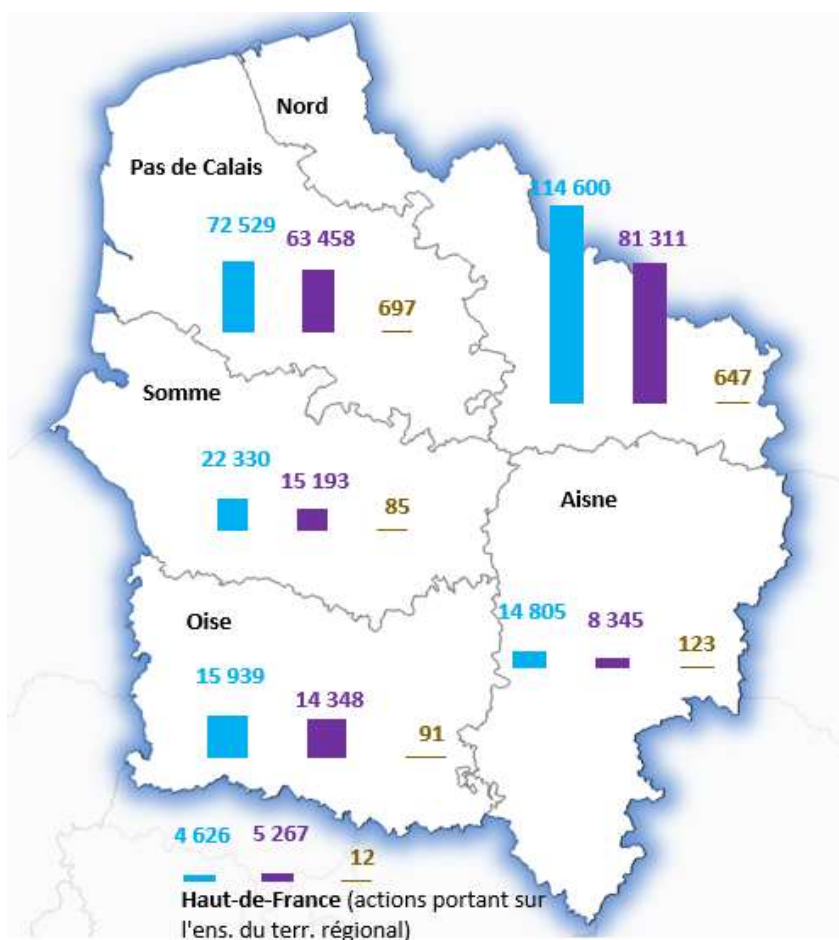 Nord
Pas de Calais
114 600
81 311
647
72 529
63 458
697
Somme
22 330
15 193
85
Aisne
14 805
8 345
123
Oise
15 939
14 348
91
4 626
5 267
12
Haut-de-France (actions portant sur
l'ens. du terr. régional)